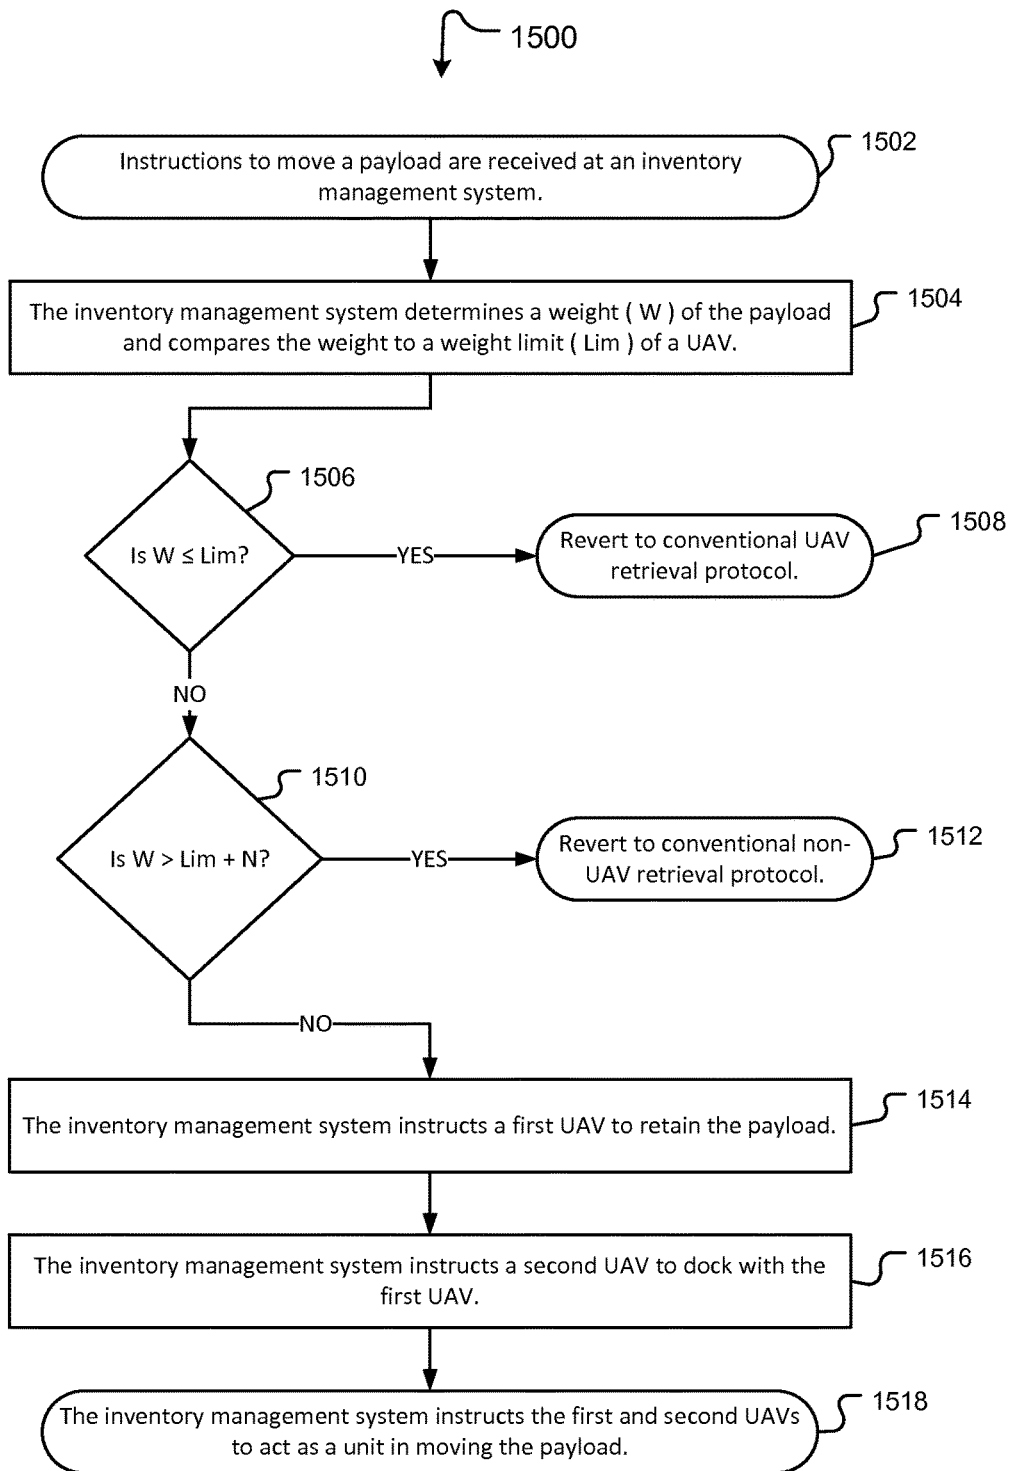 1500
Instructions to move a payload are received at an inventory
management system.
1502
The inventory management system determines a weight ( W ) of the payload
and compares the weight to a weight limit ( Lim ) of a UAV.
1504
Is W ≤ Lim?
1506
YES
Revert to conventional UAV
retrieval protocol.
1508
NO
Is W > Lim + N?
1510
YES
Revert to conventional non-
UAV retrieval protocol.
1512
NO
The inventory management system instructs a first UAV to retain the payload.
1514
The inventory management system instructs a second UAV to dock with the
first UAV.
1516
The inventory management system instructs the first and second UAVs
to act as a unit in moving the payload.
1518